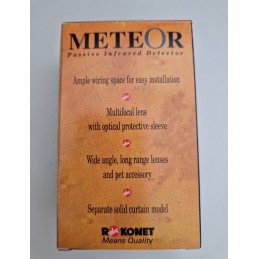 METEOR
Passive Infrared Detector
Ample wiring space for easy installation
Multifocal lens
with optical protective sleeve
Wide angle, long range lenses
and pet accessory
Separate solid curtain model
ROKONET
Means Quality